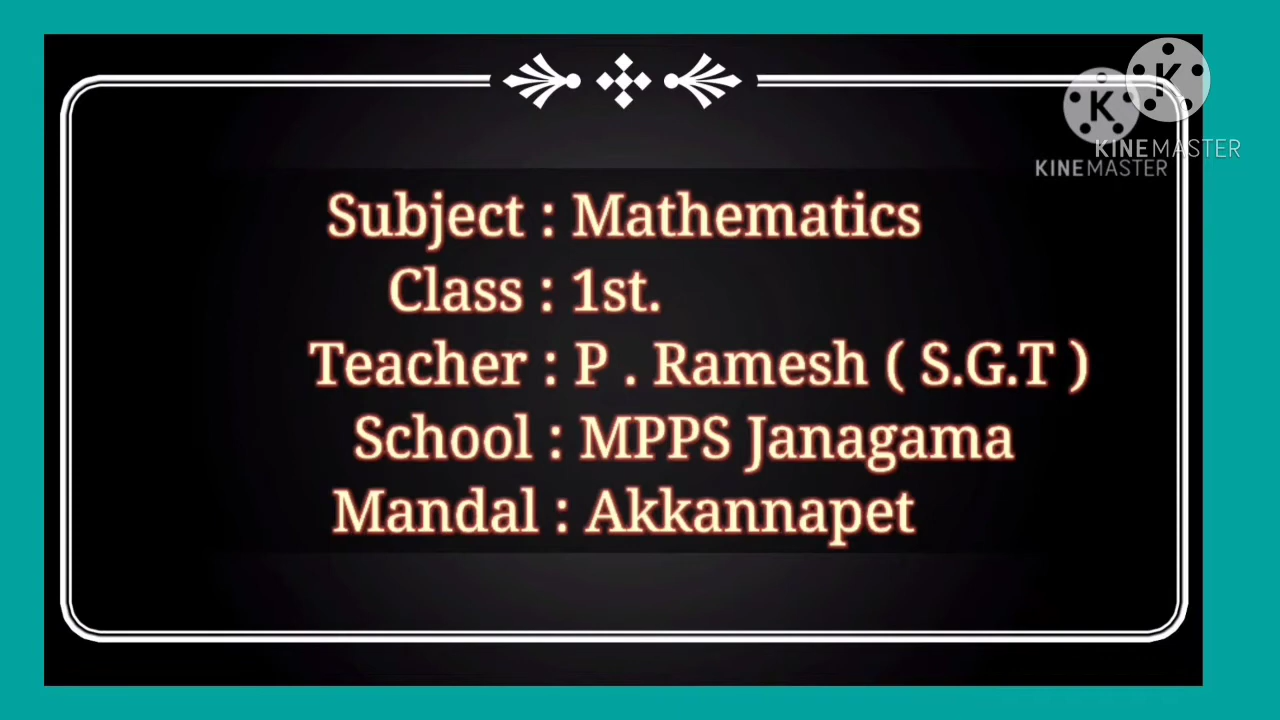 K
K
KINEMASTER
KINEMASTER
Subject : Mathematics
Class : 1st.
Teacher : P . Ramesh ( S.G.T )
School : MPPS Janagama
Mandal : Akkannapet